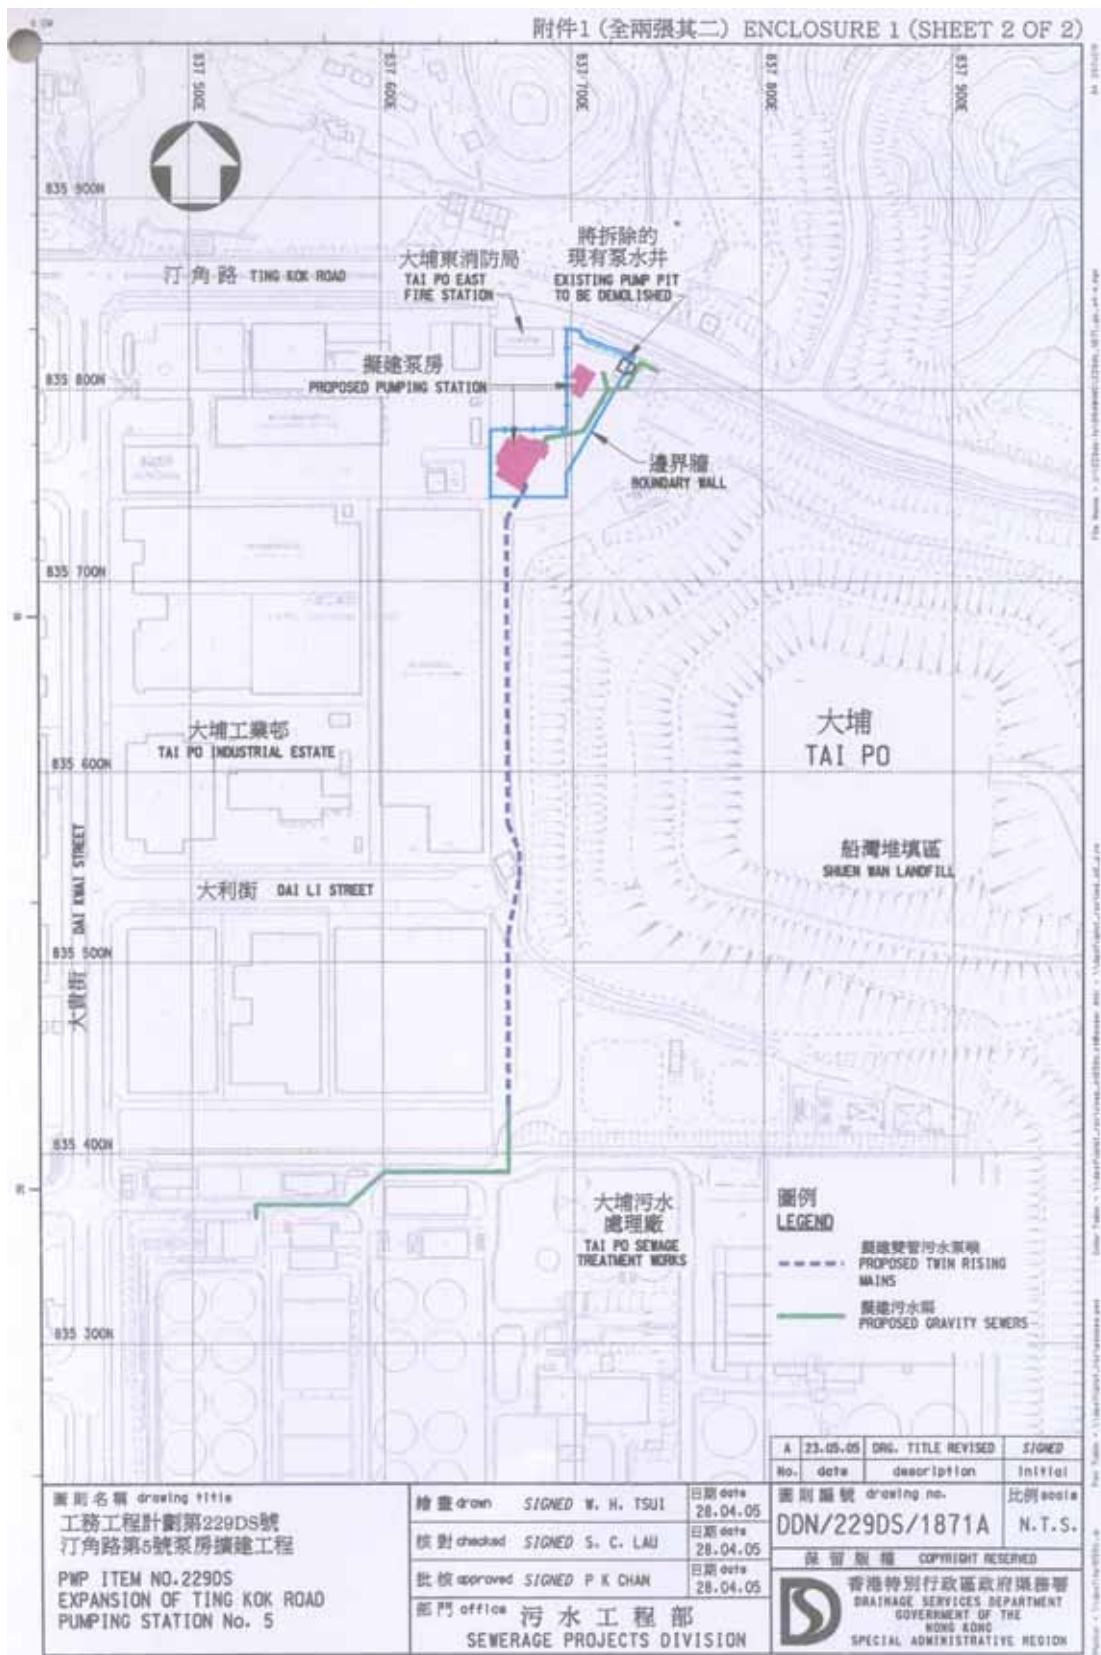 附件1 (全兩張其二) ENCLOSURE 1 (SHEET 2 OF 2)
837 500E
837 600E
837 700E
837 800E
837 900E
835 900N
汀角路 TING KOK ROAD
大埔東消防局
TAI PO EAST
FIRE STATION
將拆除的
現有泵水井
EXISTING PUMP PIT
TO BE DEMOLISHED
擬建泵房
PROPOSED PUMPING STATION
835 800N
邊界牆
BOUNDARY WALL
835 700N
大埔工業邨
TAI PO INDUSTRIAL ESTATE
大埔
TAI PO
835 600N
船灣堆填區
SHUEN WAN LANDFILL
大利街 DAI LI STREET
大貴街 DAI KWAI STREET
835 500N
835 400N
大埔污水
處理廠
TAI PO SEWAGE
TREATMENT WORKS
圖例
LEGEND
擬建雙管污水泵喉
PROPOSED TWIN RISING
MAINS
擬建污水渠
PROPOSED GRAVITY SEWERS
835 300N
A 23.05.05 DRG. TITLE REVISED SIGNED
No. date description initial
圖則名稱 drawing title
工務工程計劃第229DS號
汀角路第5號泵房擴建工程
PWP ITEM NO.229DS
EXPANSION OF TING KOK ROAD
PUMPING STATION No. 5
繪畫 drawn SIGNED W. H. TSUI 日期 date 28.04.05
核對 checked SIGNED S. C. LAU 日期 date 28.04.05
批核 approved SIGNED P K CHAN 日期 date 28.04.05
部門 office 污水工程部
SEWERAGE PROJECTS DIVISION
圖則編號 drawing no. 比例 scale
DDN/229DS/1871A N.T.S.
保留版權 COPYRIGHT RESERVED
香港特別行政區政府渠務署
DRAINAGE SERVICES DEPARTMENT
GOVERNMENT OF THE
HONG KONG
SPECIAL ADMINISTRATIVE REGION